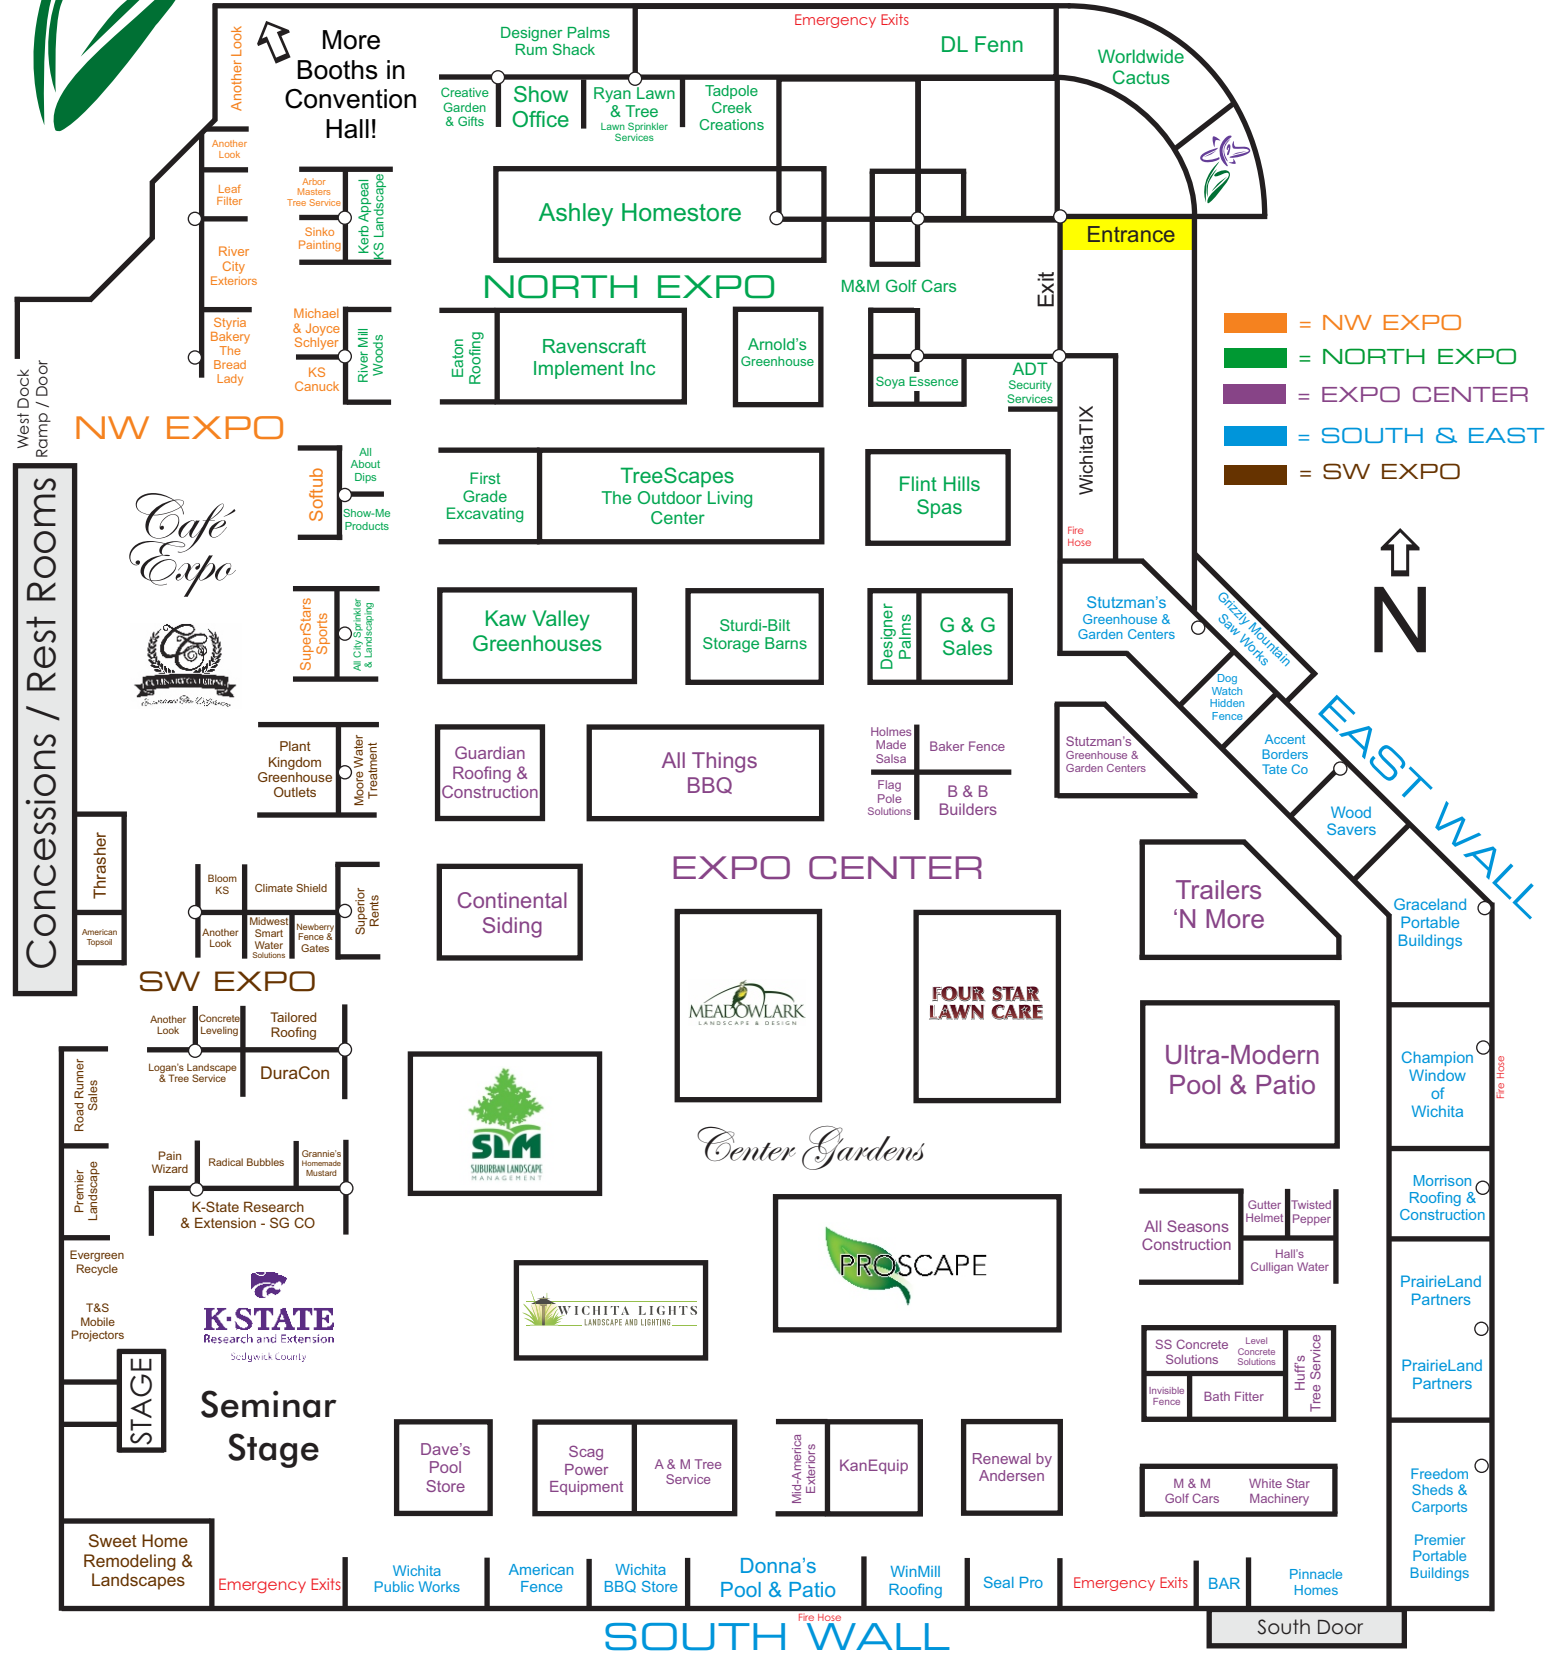 Emergency Exits
Another Look
More
Booths in
Convention
Hall!
Designer Palms
Rum Shack
DL Fenn
Worldwide
Cactus
Creative
Garden
& Gifts
Show
Office
Ryan Lawn
& Tree
Lawn Sprinkler
Services
Tadpole
Creek
Creations
Another
Look
Leaf
Filter
Arbor
Masters
Tree Service
Kerb Appeal
KS Landscape
Sinko
Painting
Ashley Homestore
Entrance
River
City
Exteriors
NORTH EXPO
M&M Golf Cars
Exit
Styria
Bakery
The
Bread
Lady
Michael
& Joyce
Schlyer
River Mill
Woods
KS
Canuck
Eaton
Roofing
Ravenscraft
Implement Inc
Arnold's
Greenhouse
Soya Essence
ADT
Security
Services
= NW EXPO
= NORTH EXPO
= EXPO CENTER
= SOUTH & EAST
= SW EXPO
West Dock
Ramp / Door
NW EXPO
WichitaTIX
Fire
Hose
Softub
All
About
Dips
Show-Me
Products
First
Grade
Excavating
TreeScapes
The Outdoor Living
Center
Flint Hills
Spas
Concessions / Rest Rooms
Café
Expo
N
SuperStars
Sports
All City Sprinkler
& Landscaping
Kaw Valley
Greenhouses
Sturdi-Bilt
Storage Barns
Designer
Palms
G & G
Sales
Stutzman's
Greenhouse &
Garden Centers
Grizzly Mountain
Saw Works
Dog
Watch
Hidden
Fence
EAST WALL
Plant
Kingdom
Greenhouse
Outlets
Moore Water
Treatment
Guardian
Roofing &
Construction
All Things
BBQ
Holmes
Made
Salsa
Baker Fence
Flag
Pole
Solutions
B & B
Builders
Stutzman's
Greenhouse &
Garden Centers
Accent
Borders
Tate Co
Wood
Savers
Thrasher
American
Topsoil
Bloom
KS
Climate Shield
Superior
Rents
Another
Look
Midwest
Smart
Water
Solutions
Newberry
Fence &
Gates
SW EXPO
EXPO CENTER
Continental
Siding
Trailers
'N More
Graceland
Portable
Buildings
MEADOWLARK
LANDSCAPE & DESIGN
FOUR STAR
LAWN CARE
Another
Look
Concrete
Leveling
Tailored
Roofing
Logan's Landscape
& Tree Service
DuraCon
Road Runner
Sales
SLM
SUBURBAN LANDSCAPE
MANAGEMENT
Ultra-Modern
Pool & Patio
Champion
Window
of
Wichita
Fire Hose
Center Gardens
Premier
Landscape
Pain
Wizard
Radical Bubbles
Grannie's
Homemade
Mustard
K-State Research
& Extension - SG CO
Morrison
Roofing &
Construction
All Seasons
Construction
Gutter
Helmet
Twisted
Pepper
Hall's
Culligan Water
Evergreen
Recycle
T&S
Mobile
Projectors
K-STATE
Research and Extension
Sedgwick County
PROSCAPE
WICHITA LIGHTS
LANDSCAPE AND LIGHTING
PrairieLand
Partners
PrairieLand
Partners
SS Concrete
Solutions
Level
Concrete
Solutions
Huff's
Tree Service
Invisible
Fence
Bath Fitter
STAGE
Seminar
Stage
Dave's
Pool
Store
Scag
Power
Equipment
A & M Tree
Service
Mid-America
Exteriors
KanEquip
Renewal by
Andersen
M & M
Golf Cars
White Star
Machinery
Freedom
Sheds &
Carports
Premier
Portable
Buildings
Sweet Home
Remodeling &
Landscapes
Emergency Exits
Wichita
Public Works
American
Fence
Wichita
BBQ Store
Donna's
Pool & Patio
WinMill
Roofing
Seal Pro
Emergency Exits
BAR
Pinnacle
Homes
Fire Hose
SOUTH WALL
South Door